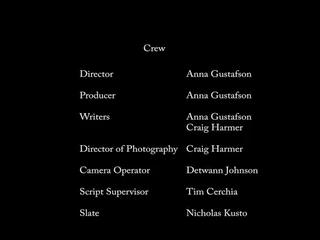 Crew
Director Anna Gustafson
Producer Anna Gustafson
Writers Anna Gustafson
Craig Harmer
Director of Photography Craig Harmer
Camera Operator Detwann Johnson
Script Supervisor Tim Cerchia
Slate Nicholas Kusto